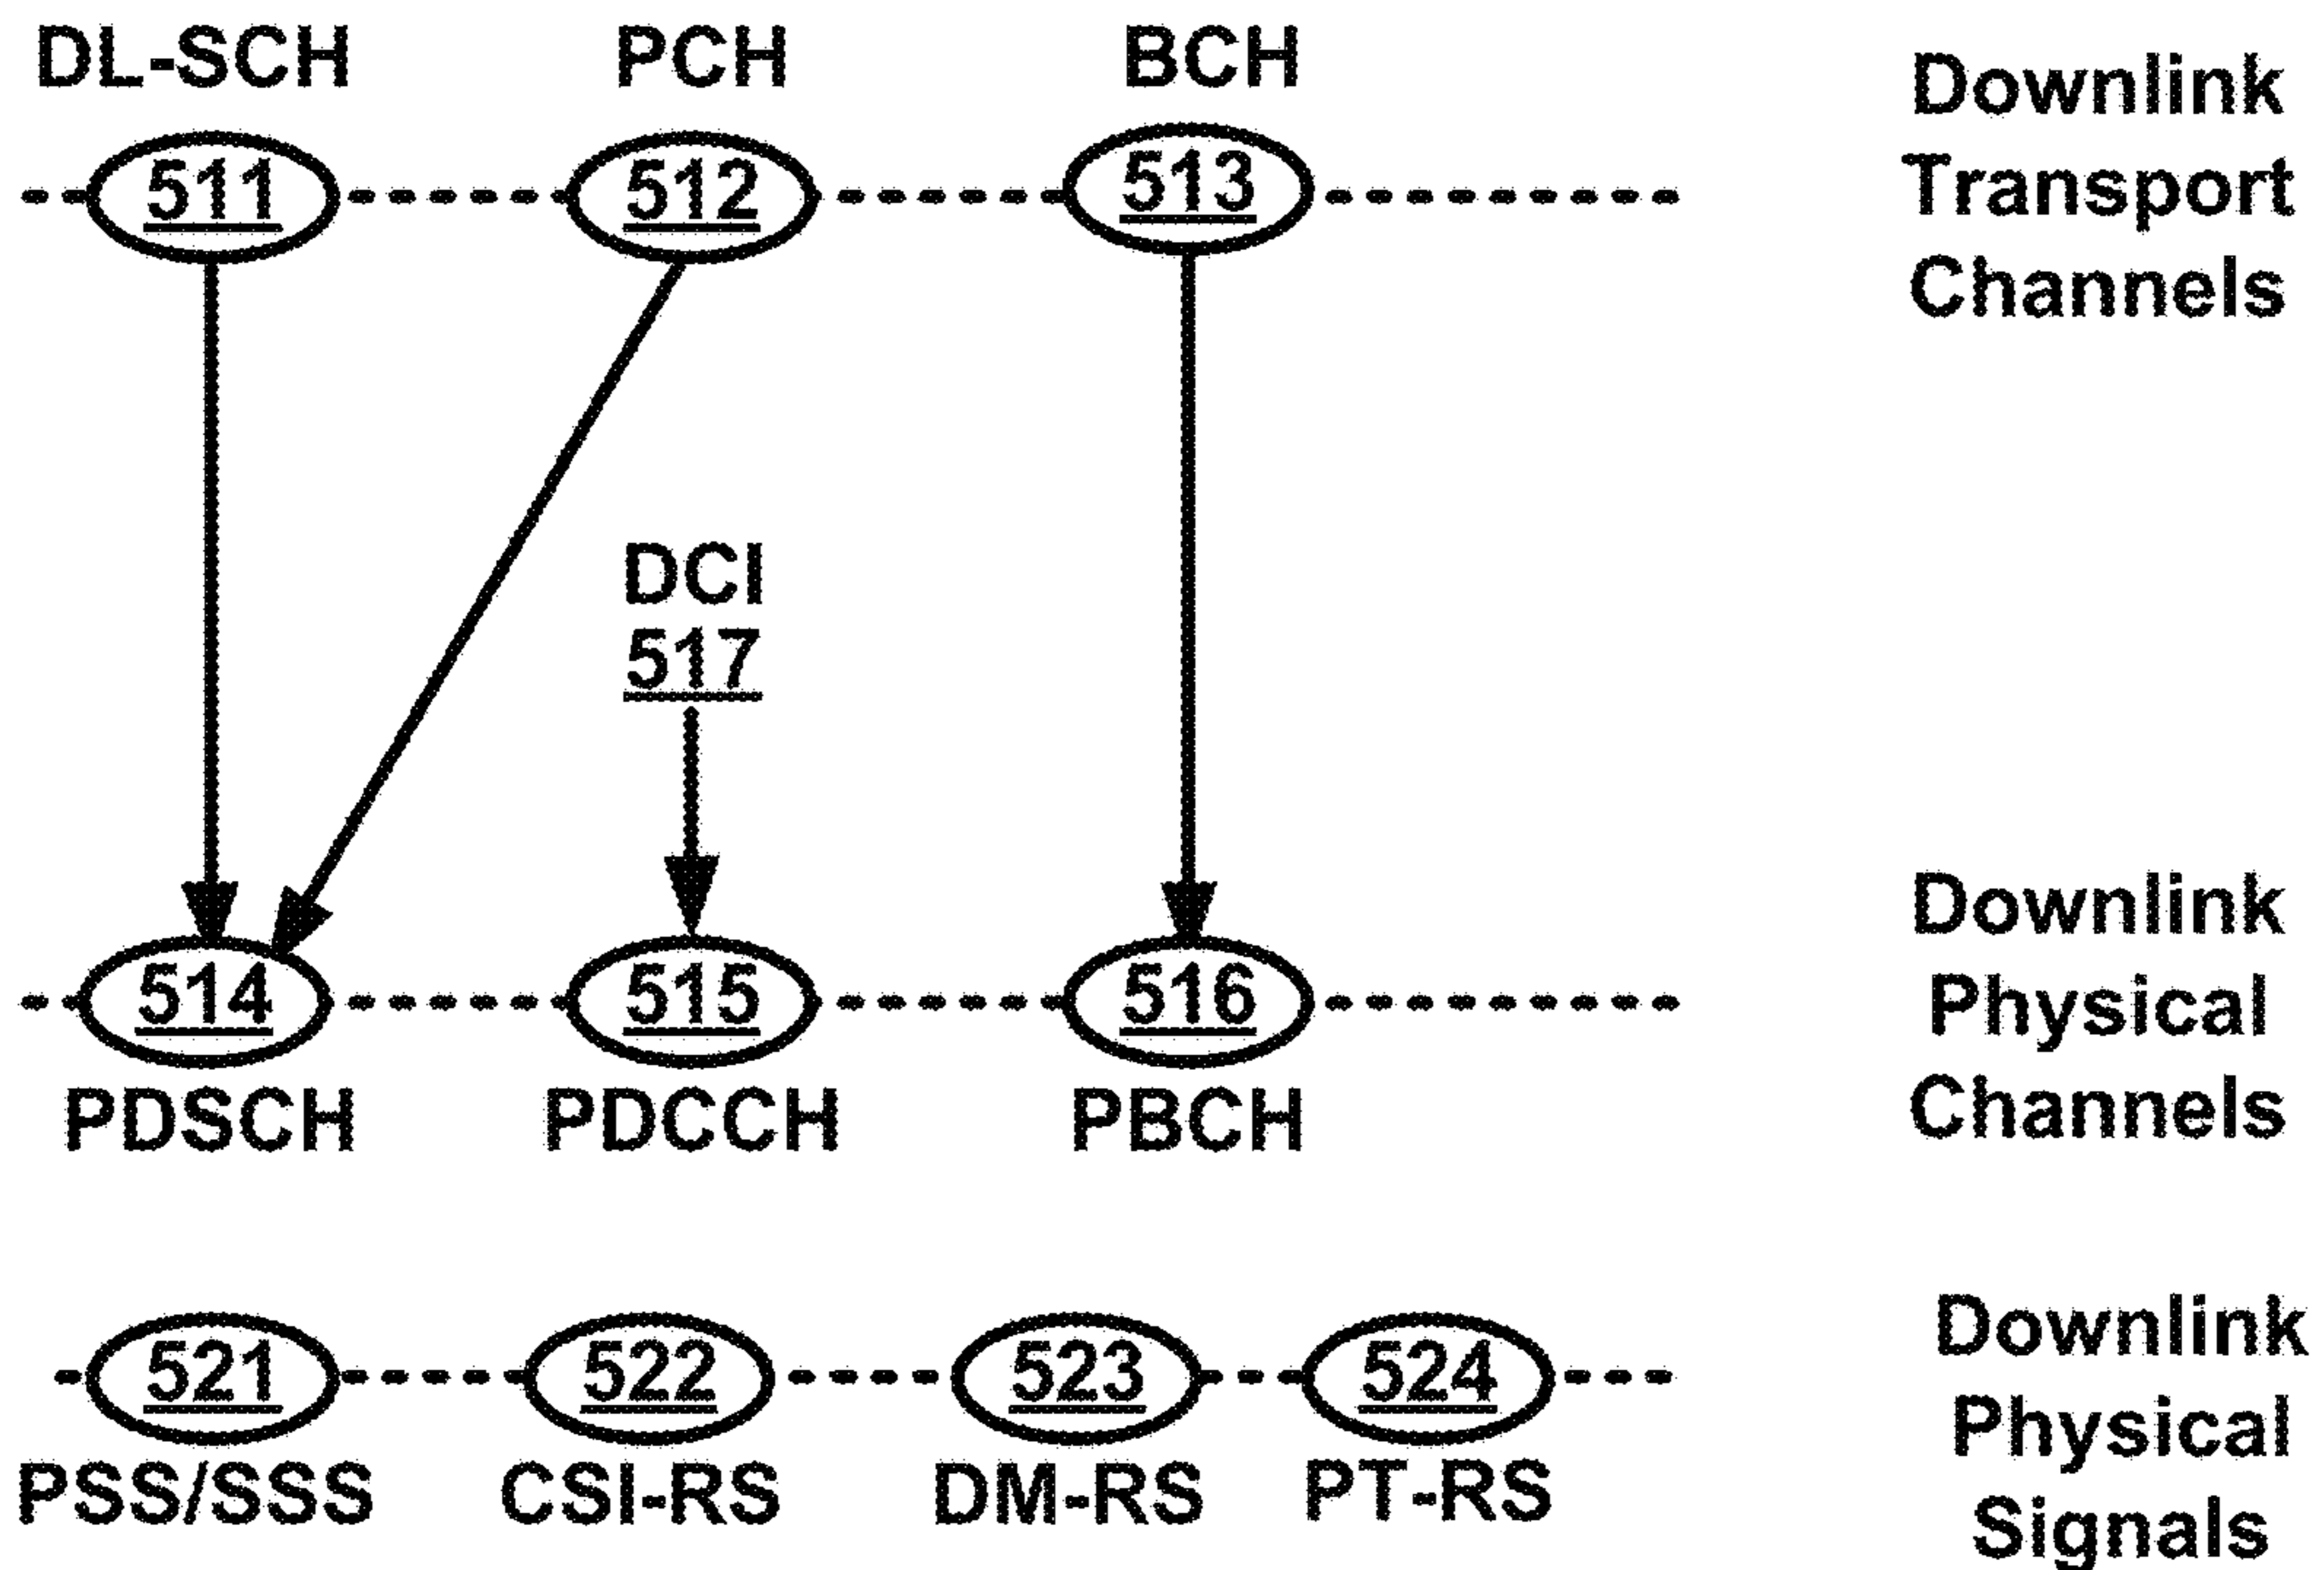 DL-SCH
PCH
BCH
511
512
513
Downlink
Transport
Channels
DCI
517
514
515
516
PDSCH
PDCCH
PBCH
Downlink
Physical
Channels
521
522
523
524
PSS/SSS
CSI-RS
DM-RS
PT-RS
Downlink
Physical
Signals